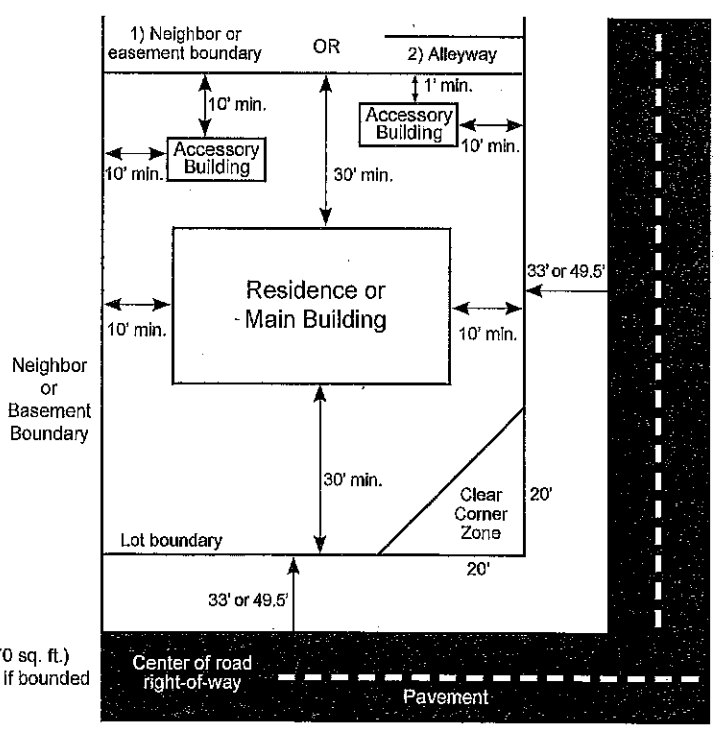 1) Neighbor or
easement boundary
OR
2) Alleyway
10' min.
1' min.
Accessory
Building
10' min.
Accessory
Building
10' min.
30' min.
33' or 49.5'
Residence or
Main Building
10' min.
10' min.
Neighbor
or
Basement
Boundary
30' min.
Clear
Corner
Zone
20'
Lot boundary
20'
33' or 49.5'
0 sq. ft.)
if bounded
Center of road
right-of-way
Pavement